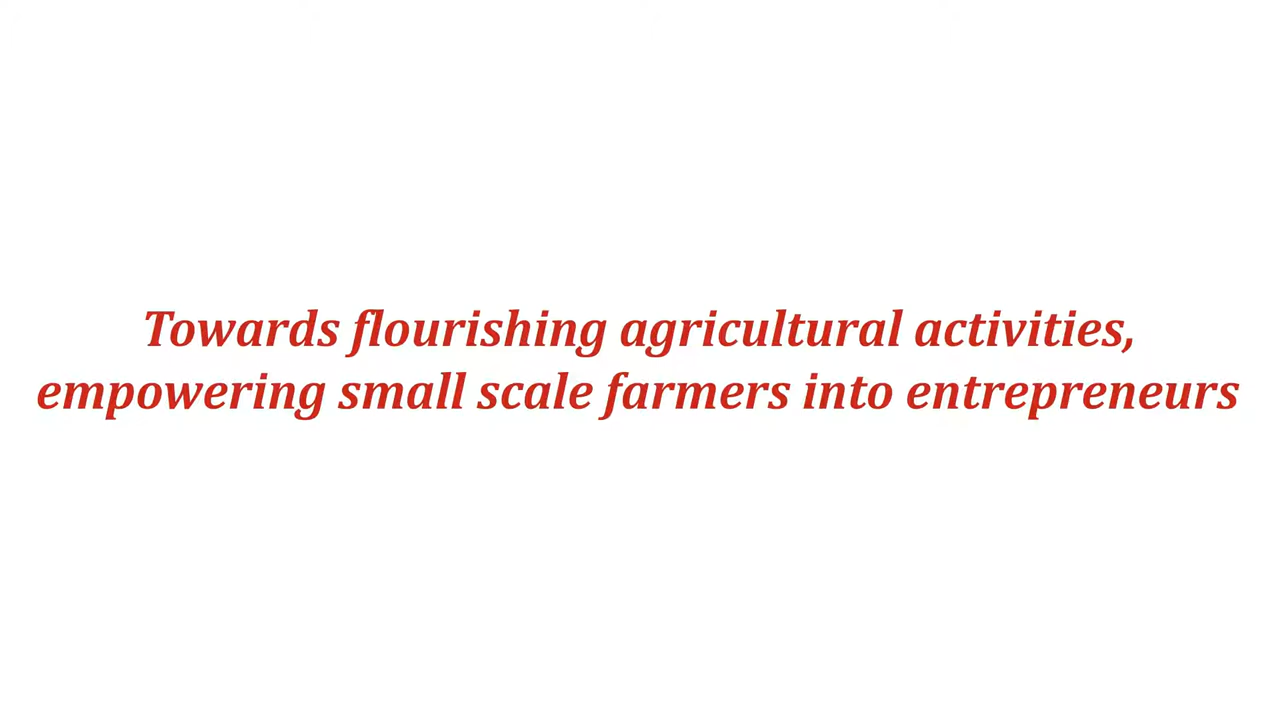 Towards flourishing agricultural activities,
empowering small scale farmers into entrepreneurs